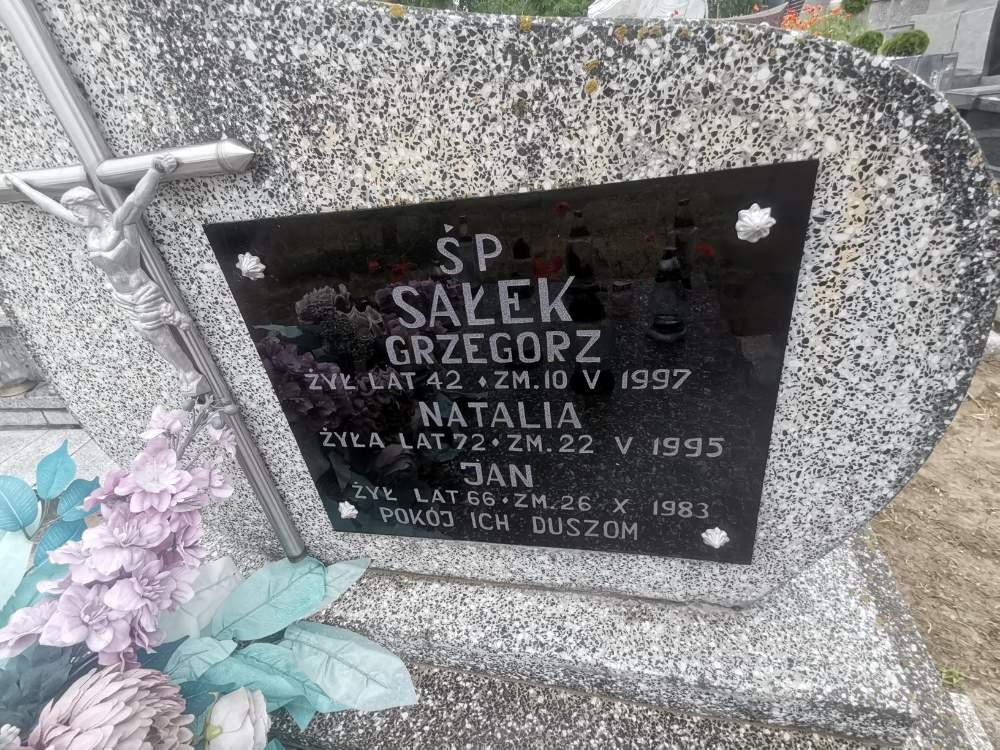 ŚP
SAŁEK
GRZEGORZ
ŻYŁ LAT 42 • ZM. 10 V 1997
NATALIA
ŻYŁA LAT 72 • ZM. 22 V 1995
JAN
ŻYŁ LAT 66 • ZM. 26 X 1983
POKÓJ ICH DUSZOM